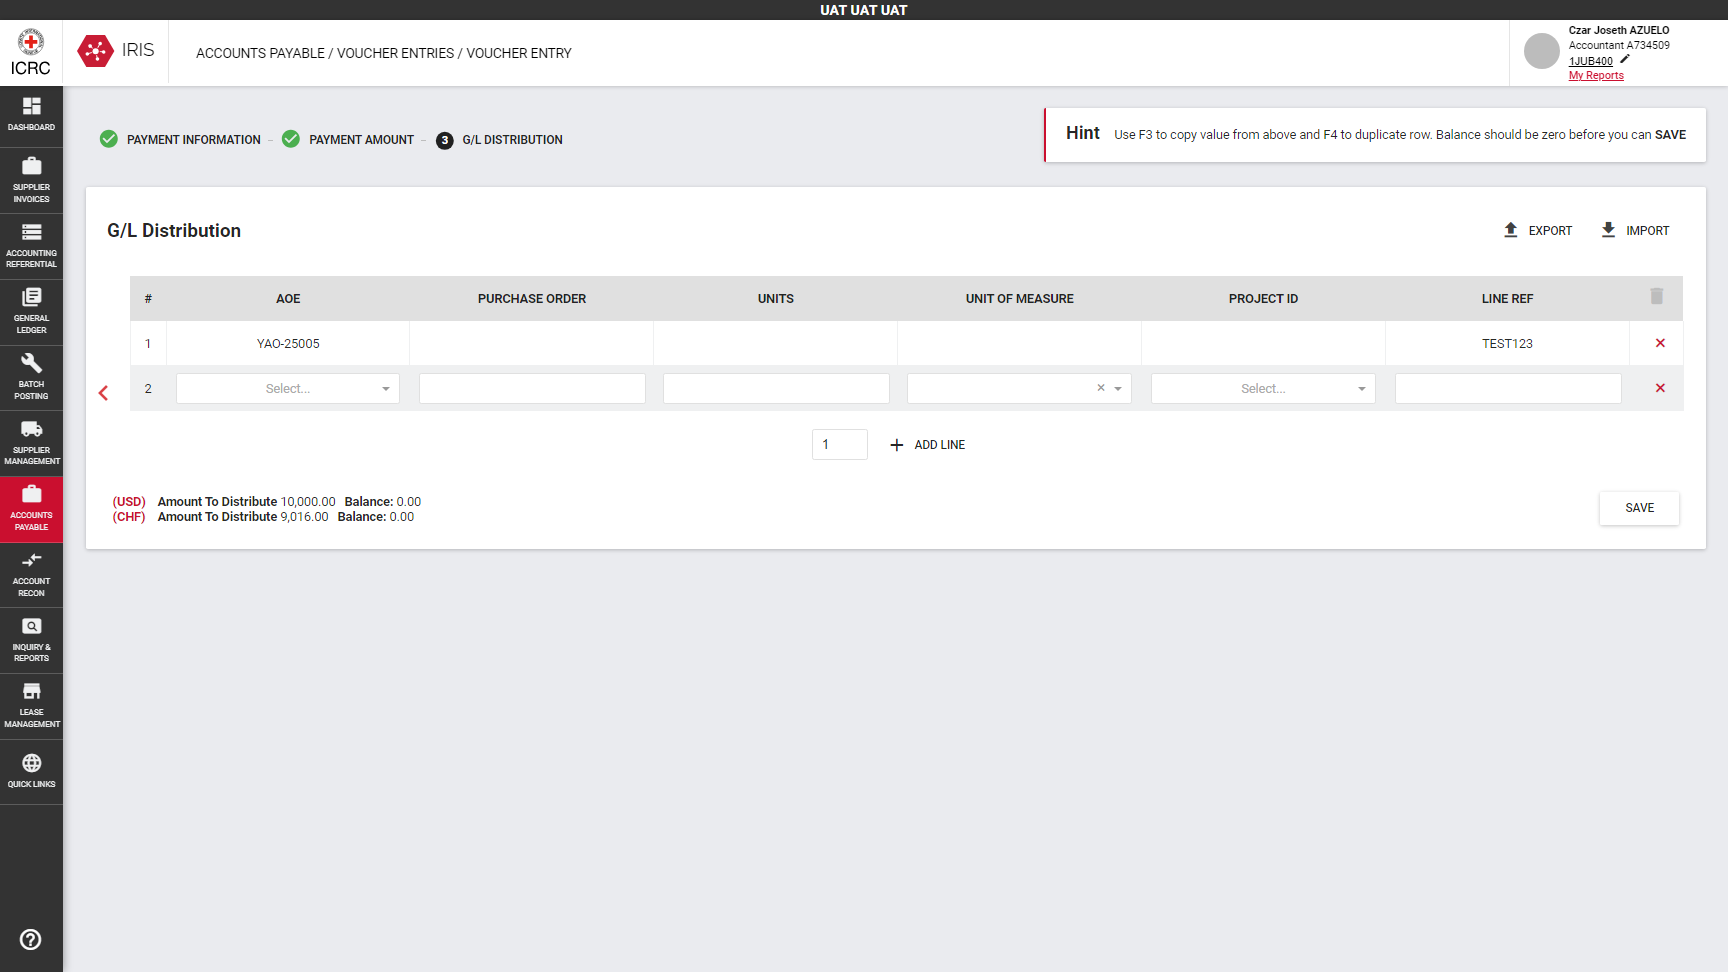 UAT UAT UAT
ICRC
IRIS
ACCOUNTS PAYABLE / VOUCHER ENTRIES / VOUCHER ENTRY
Czar Joseth AZUELO
Accountant A734509
1JUB400
My Reports
DASHBOARD
SUPPLIER
INVOICES
ACCOUNTING
REFERENTIAL
GENERAL
LEDGER
BATCH
POSTING
SUPPLIER
MANAGEMENT
ACCOUNTS
PAYABLE
ACCOUNT
RECON
INQUIRY &
REPORTS
LEASE
MANAGEMENT
QUICK LINKS
PAYMENT INFORMATION – PAYMENT AMOUNT – 3 G/L DISTRIBUTION
Hint Use F3 to copy value from above and F4 to duplicate row. Balance should be zero before you can SAVE
G/L Distribution
EXPORT IMPORT
# AOE PURCHASE ORDER UNITS UNIT OF MEASURE PROJECT ID LINE REF
1 YAO-25005 TEST123
2 Select... Select...
1 ADD LINE
(USD) Amount To Distribute 10,000.00 Balance: 0.00
(CHF) Amount To Distribute 9,016.00 Balance: 0.00
SAVE